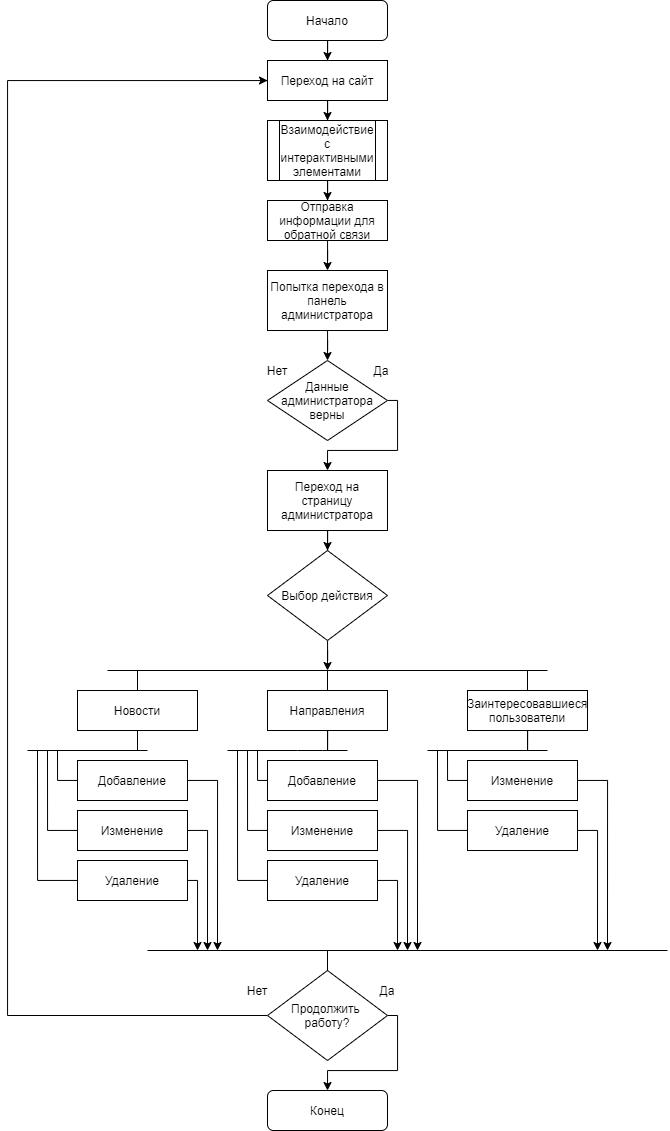 Начало
Переход на сайт
Взаимодействие
с
интерактивными
элементами
Отправка
информации для
обратной связи
Попытка перехода в
панель
администратора
Нет
Да
Данные
администратора
верны
Переход на
страницу
администратора
Выбор действия
Новости
Направления
Заинтересовавшиеся
пользователи
Добавление
Добавление
Изменение
Изменение
Изменение
Удаление
Удаление
Удаление
Нет
Да
Продолжить
работу?
Конец